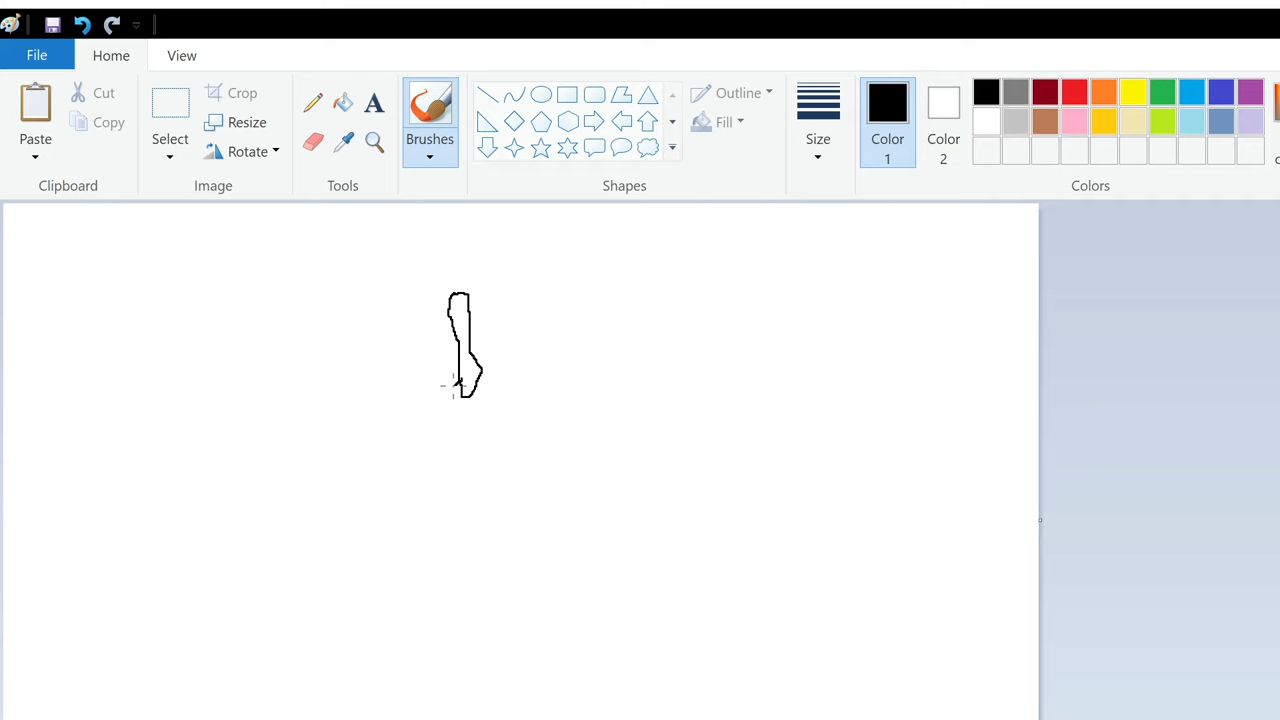 File Home View
Paste Cut Copy Clipboard
Select Crop Resize Rotate Image
Tools
Brushes
Outline Fill Shapes
Size
Color 1
Color 2
Colors